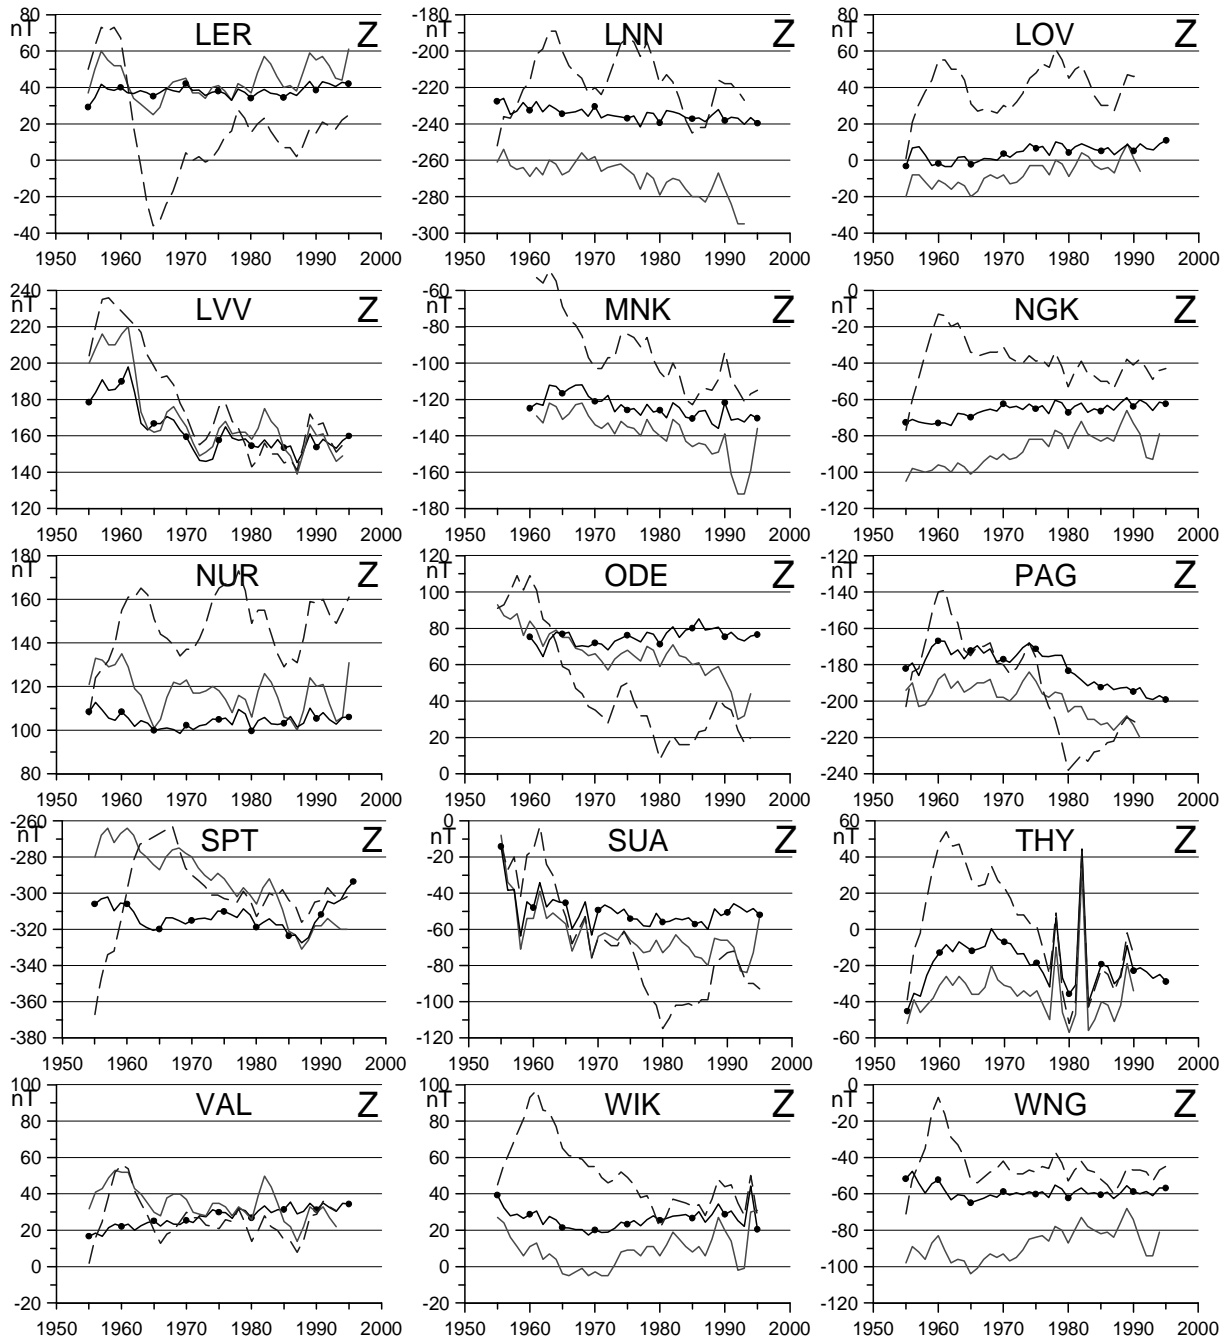 80 -180 80
nT LER Z nT LNN Z nT LOV Z
60 -200 60
40 -220 40
20 -240 20
0 -260 0
-20 -280 -20
-40 -300 -40
1950 1960 1970 1980 1990 2000 1950 1960 1970 1980 1990 2000 1950 1960 1970 1980 1990 2000
240 -60 0
nT LVV Z nT MNK Z nT NGK Z
220 -80 -20
200 -100 -40
180 -120 -60
160 -140 -80
140 -160 -100
120 -180 -120
1950 1960 1970 1980 1990 2000 1950 1960 1970 1980 1990 2000 1950 1960 1970 1980 1990 2000
180 120 -120
nT NUR Z nT ODE Z nT PAG Z
160 100 -140
140 80 -160
120 60 -180
100 40 -200
80 20 -220
0 -240
1950 1960 1970 1980 1990 2000 1950 1960 1970 1980 1990 2000 1950 1960 1970 1980 1990 2000
-260 0 60
nT SPT Z nT SUA Z nT THY Z
-280 -20 40
-300 -40 20
-320 -60 0
-340 -80 -20
-360 -100 -40
-380 -120 -60
1950 1960 1970 1980 1990 2000 1950 1960 1970 1980 1990 2000 1950 1960 1970 1980 1990 2000
100 100 0
nT VAL Z nT WIK Z nT WNG Z
80 80 -20
60 60 -40
40 40 -60
20 20 -80
0 0 -100
-20 -20 -120
1950 1960 1970 1980 1990 2000 1950 1960 1970 1980 1990 2000 1950 1960 1970 1980 1990 2000